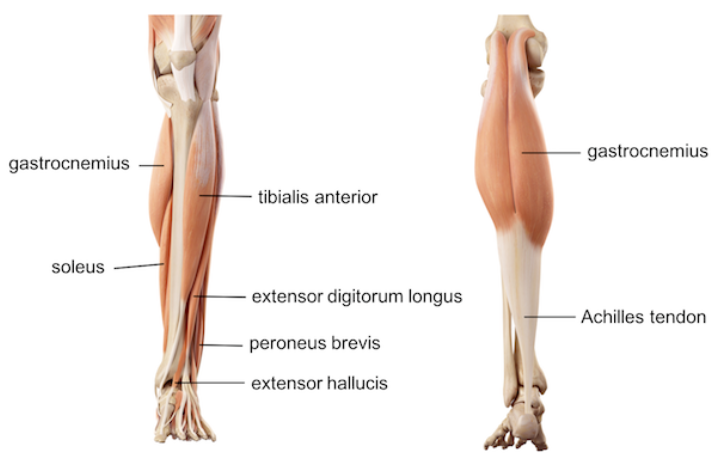 gastrocnemius
tibialis anterior
soleus
extensor digitorum longus
peroneus brevis
extensor hallucis
gastrocnemius
Achilles tendon